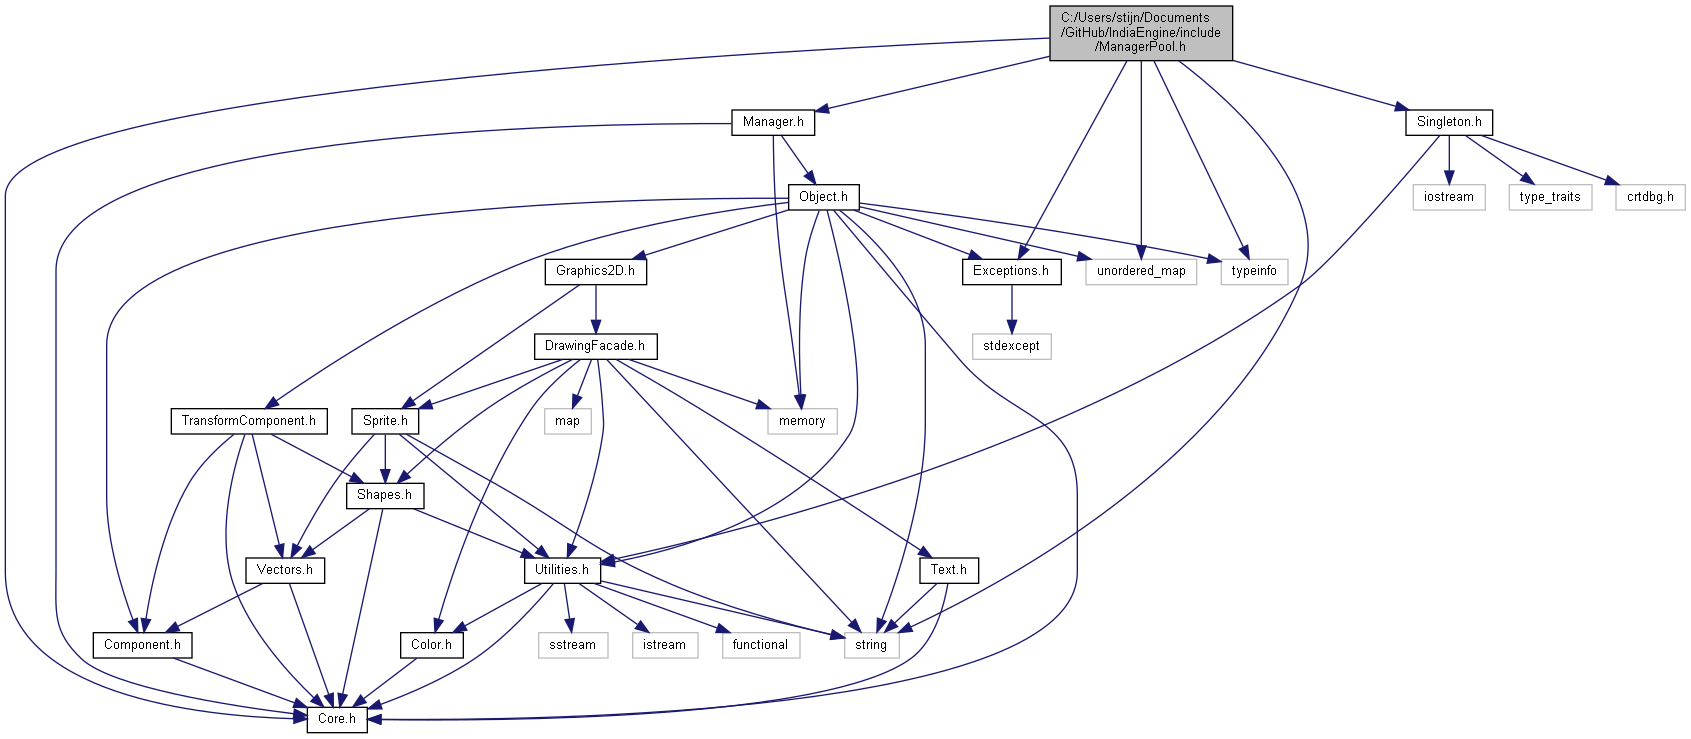 C:/Users/stijn/Documents
/GitHub/IndiaEngine/include
/ManagerPool.h
Manager.h
Singleton.h
Object.h
iostream
type_traits
crtdbg.h
Graphics2D.h
Exceptions.h
unordered_map
typeinfo
DrawingFacade.h
stdexcept
TransformComponent.h
Sprite.h
map
memory
Shapes.h
Vectors.h
Utilities.h
Text.h
Component.h
Color.h
sstream
istream
functional
string
Core.h